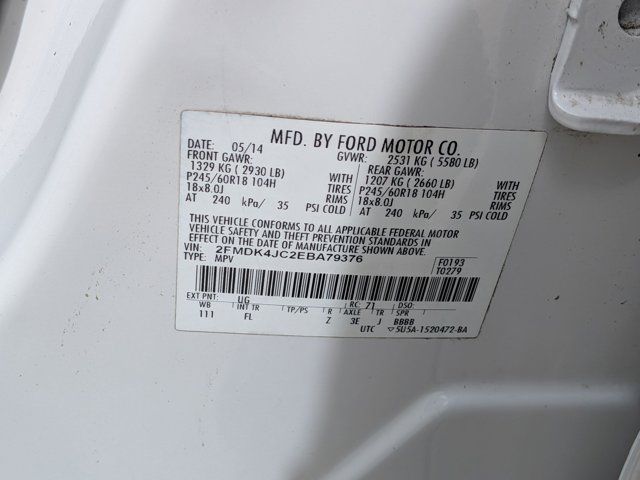 MFD. BY FORD MOTOR CO.
DATE: 05/14 GVWR: 2531 KG ( 5580 LB)
FRONT GAWR: REAR GAWR:
1329 KG ( 2930 LB) WITH 1207 KG ( 2660 LB) WITH
P245/60R18 104H TIRES P245/60R18 104H TIRES
18x8.0J RIMS 18x8.0J RIMS
AT 240 kPa/ 35 PSI COLD AT 240 kPa/ 35 PSI COLD
THIS VEHICLE CONFORMS TO ALL APPLICABLE FEDERAL MOTOR
VEHICLE SAFETY AND THEFT PREVENTION STANDARDS IN
EFFECT ON THE DATE OF MANUFACTURE SHOWN ABOVE.
2FMDK4JC2EBA79376
TYPE: MPV
F0193
T0279
EXT PNT: UG RC: 71 DSO:
WB INT TR TP/PS R AXLE TR SPR
111 FL Z 3E J BBBB
UTC ▽5U5A-1520472-BA